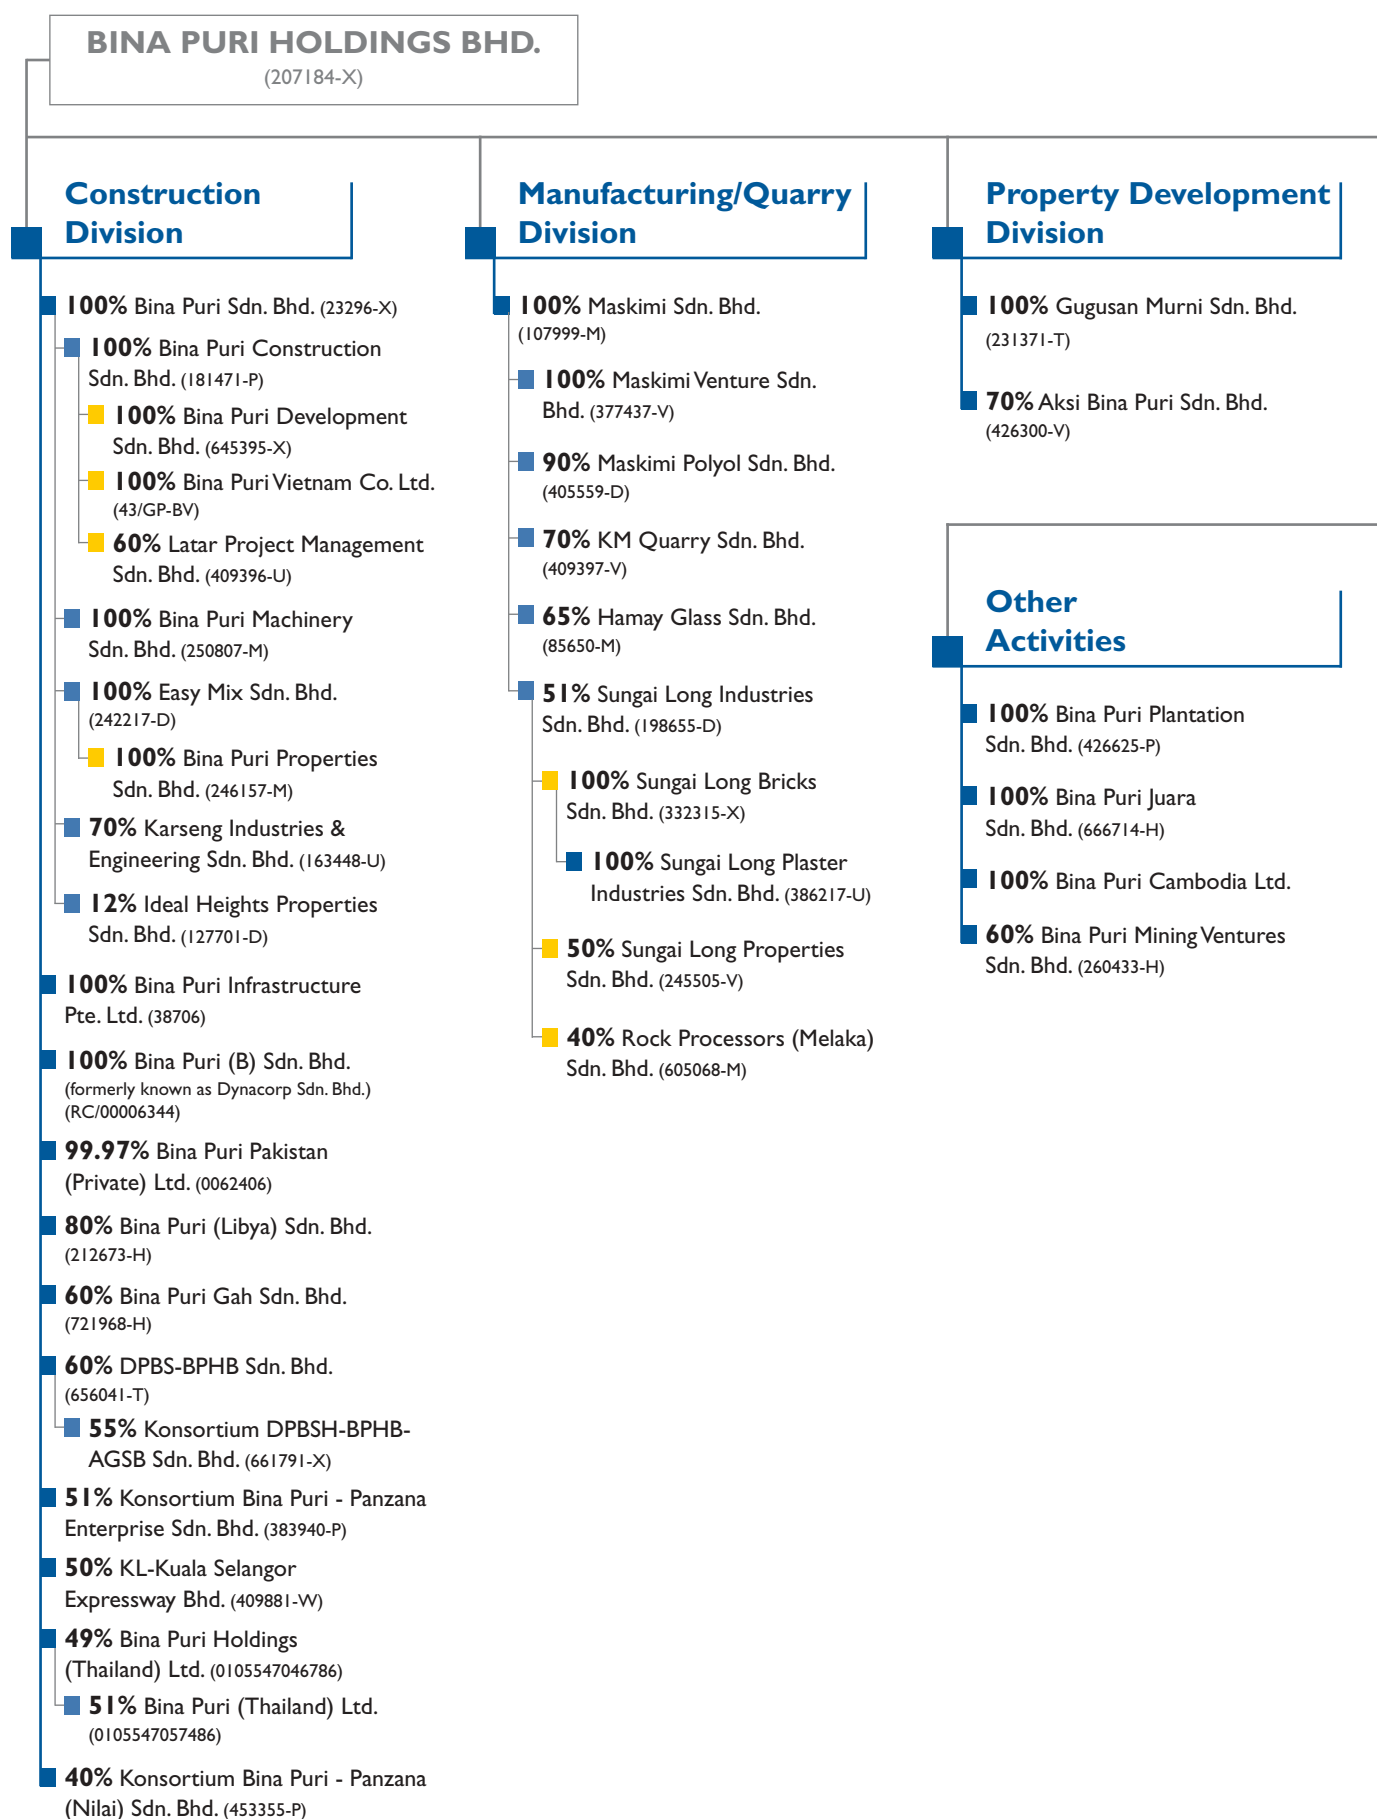 BINA PURI HOLDINGS BHD.
(207184-X)
Construction
Division
100% Bina Puri Sdn. Bhd. (23296-X)
100% Bina Puri Construction
Sdn. Bhd. (181471-P)
100% Bina Puri Development
Sdn. Bhd. (645395-X)
100% Bina Puri Vietnam Co. Ltd.
(43/GP-BV)
60% Latar Project Management
Sdn. Bhd. (409396-U)
100% Bina Puri Machinery
Sdn. Bhd. (250807-M)
100% Easy Mix Sdn. Bhd.
(242217-D)
100% Bina Puri Properties
Sdn. Bhd. (246157-M)
70% Karseng Industries &
Engineering Sdn. Bhd. (163448-U)
12% Ideal Heights Properties
Sdn. Bhd. (127701-D)
100% Bina Puri Infrastructure
Pte. Ltd. (38706)
100% Bina Puri (B) Sdn. Bhd.
(formerly known as Dynacorp Sdn. Bhd.)
(RC/00006344)
99.97% Bina Puri Pakistan
(Private) Ltd. (0062406)
80% Bina Puri (Libya) Sdn. Bhd.
(212673-H)
60% Bina Puri Gah Sdn. Bhd.
(721968-H)
60% DPBS-BPHB Sdn. Bhd.
(656041-T)
55% Konsortium DPBSH-BPHB-
AGSB Sdn. Bhd. (661791-X)
51% Konsortium Bina Puri - Panzana
Enterprise Sdn. Bhd. (383940-P)
50% KL-Kuala Selangor
Expressway Bhd. (409881-W)
49% Bina Puri Holdings
(Thailand) Ltd. (0105547046786)
51% Bina Puri (Thailand) Ltd.
(0105547057486)
40% Konsortium Bina Puri - Panzana
(Nilai) Sdn. Bhd. (453355-P)
Manufacturing/Quarry
Division
100% Maskimi Sdn. Bhd.
(107999-M)
100% Maskimi Venture Sdn.
Bhd. (377437-V)
90% Maskimi Polyol Sdn. Bhd.
(405559-D)
70% KM Quarry Sdn. Bhd.
(409397-V)
65% Hamay Glass Sdn. Bhd.
(85650-M)
51% Sungai Long Industries
Sdn. Bhd. (198655-D)
100% Sungai Long Bricks
Sdn. Bhd. (332315-X)
100% Sungai Long Plaster
Industries Sdn. Bhd. (386217-U)
50% Sungai Long Properties
Sdn. Bhd. (245505-V)
40% Rock Processors (Melaka)
Sdn. Bhd. (605068-M)
Property Development
Division
100% Gugusan Murni Sdn. Bhd.
(231371-T)
70% Aksi Bina Puri Sdn. Bhd.
(426300-V)
Other
Activities
100% Bina Puri Plantation
Sdn. Bhd. (426625-P)
100% Bina Puri Juara
Sdn. Bhd. (666714-H)
100% Bina Puri Cambodia Ltd.
60% Bina Puri Mining Ventures
Sdn. Bhd. (260433-H)